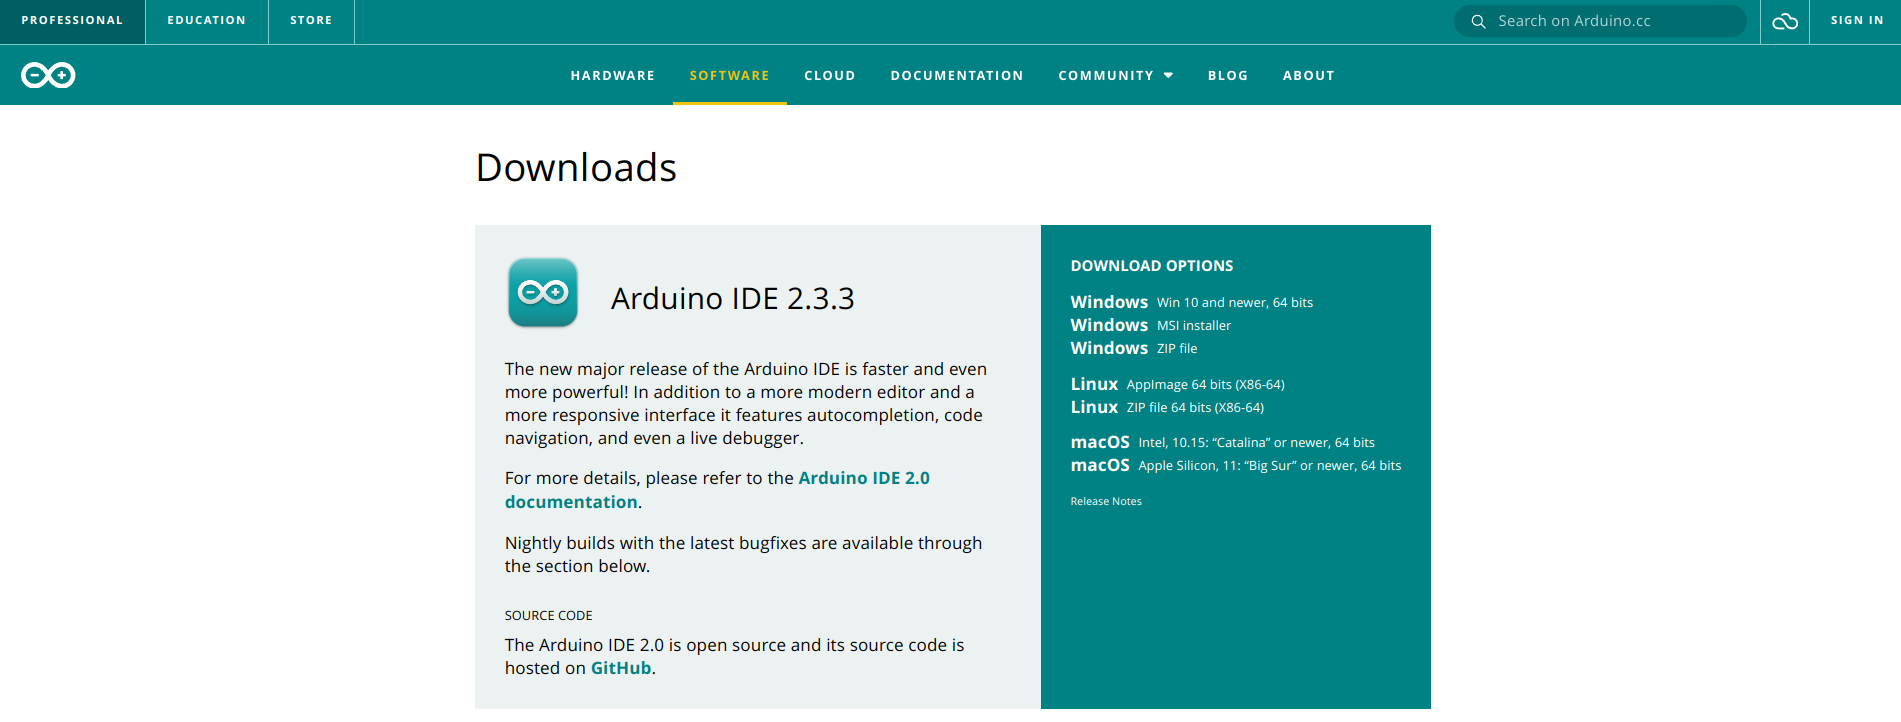 PROFESSIONAL
EDUCATION
STORE
Search on Arduino.cc
SIGN IN
HARDWARE
SOFTWARE
CLOUD
DOCUMENTATION
COMMUNITY
BLOG
ABOUT
Downloads
Arduino IDE 2.3.3
The new major release of the Arduino IDE is faster and even
more powerful! In addition to a more modern editor and a
more responsive interface it features autocompletion, code
navigation, and even a live debugger.
For more details, please refer to the Arduino IDE 2.0
documentation.
Nightly builds with the latest bugfixes are available through
the section below.
SOURCE CODE
The Arduino IDE 2.0 is open source and its source code is
hosted on GitHub.
DOWNLOAD OPTIONS
Windows Win 10 and newer, 64 bits
Windows MSI installer
Windows ZIP file
Linux AppImage 64 bits (X86-64)
Linux ZIP file 64 bits (X86-64)
macOS Intel, 10.15: “Catalina” or newer, 64 bits
macOS Apple Silicon, 11: “Big Sur” or newer, 64 bits
Release Notes